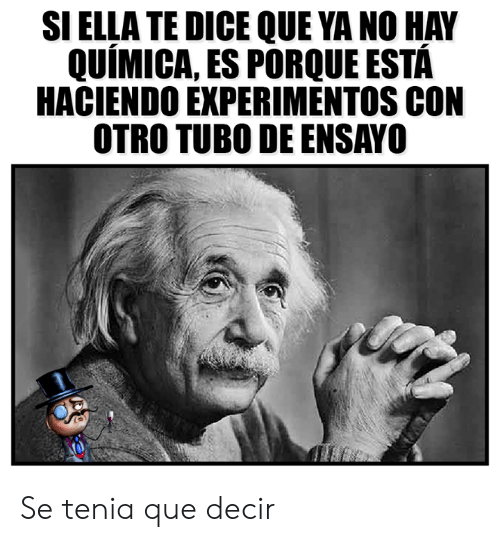 SI ELLA TE DICE QUE YA NO HAY
QUÍMICA, ES PORQUE ESTÁ
HACIENDO EXPERIMENTOS CON
OTRO TUBO DE ENSAYO
Se tenia que decir